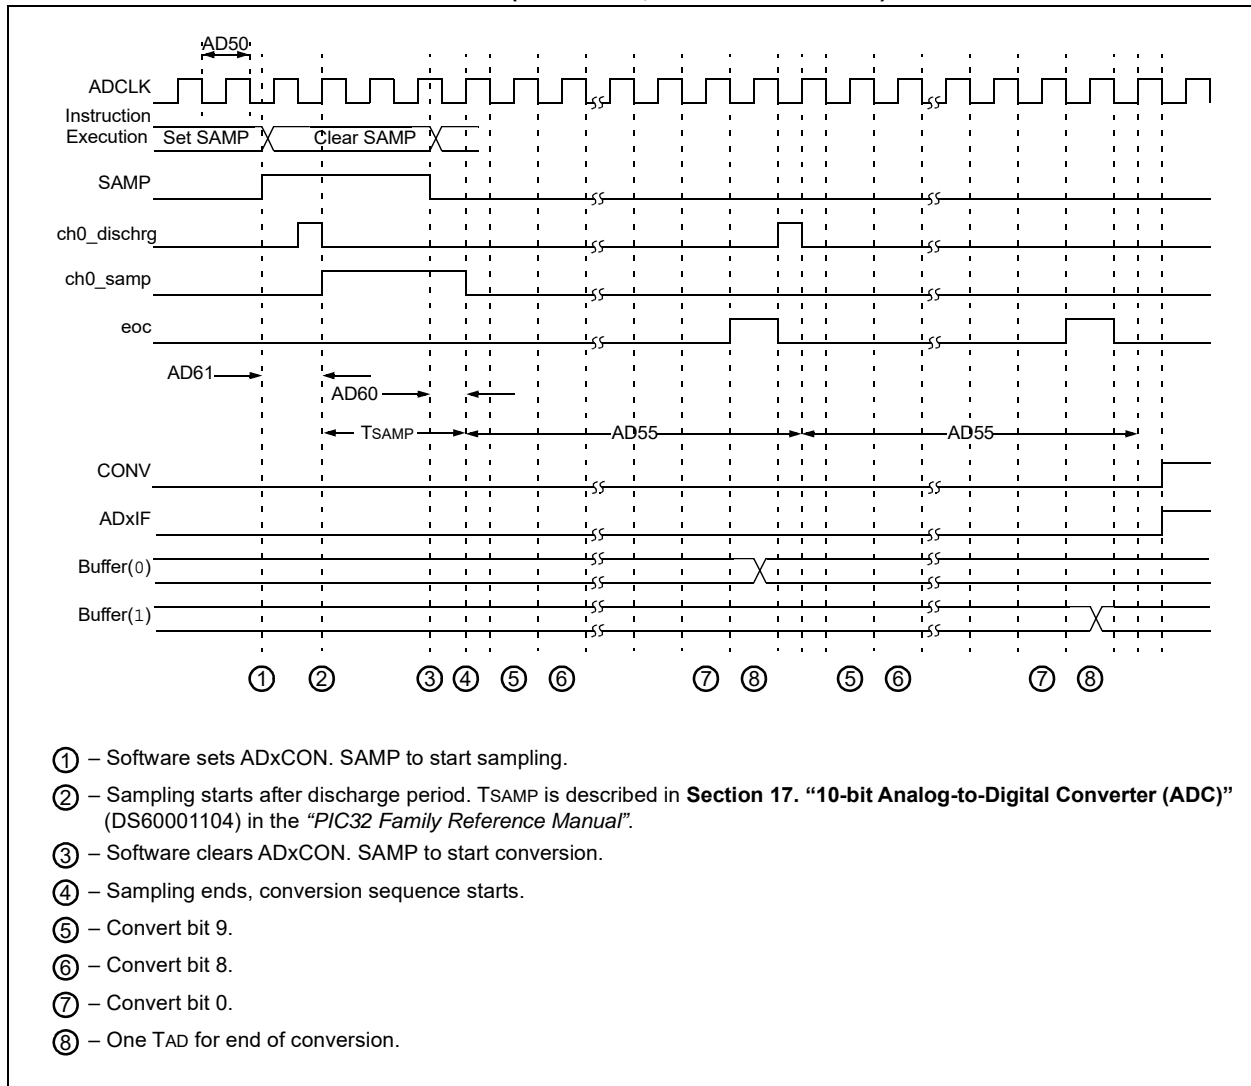 AD50
ADCLK
Instruction
Execution Set SAMP Clear SAMP
SAMP
ch0_dischrg
ch0_samp
eoc
AD61
AD60
TSAMP AD55 AD55
CONV
ADxIF
Buffer(0)
Buffer(1)
1 2 3 4 5 6 7 8 5 6 7 8
1 – Software sets ADxCON. SAMP to start sampling.
2 – Sampling starts after discharge period. TSAMP is described in Section 17. “10-bit Analog-to-Digital Converter (ADC)”
(DS60001104) in the “PIC32 Family Reference Manual”.
3 – Software clears ADxCON. SAMP to start conversion.
4 – Sampling ends, conversion sequence starts.
5 – Convert bit 9.
6 – Convert bit 8.
7 – Convert bit 0.
8 – One TAD for end of conversion.